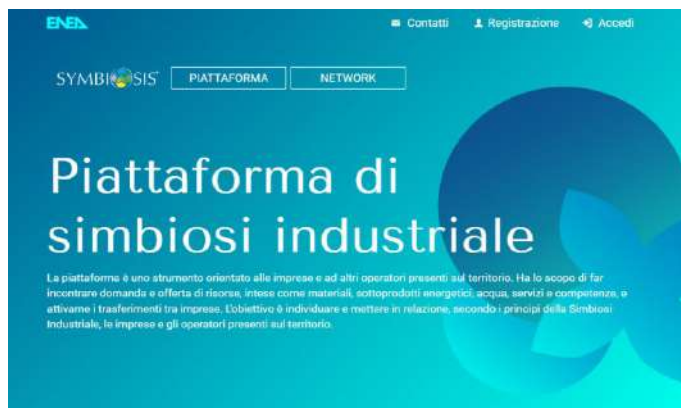 ENEA
Contatti Registrazione Accedi
SYMBIOSIS PIATTAFORMA NETWORK
Piattaforma di
simbiosi industriale
La piattaforma è uno strumento orientato alle imprese e ad altri operatori presenti sul territorio. Ha lo scopo di far
incontrare domanda e offerta di risorse, intese come materiali, sottoprodotti energetici, acqua, servizi e competenze, e
attivarne i trasferimenti tra imprese. L'obiettivo è individuare e mettere in relazione, secondo i principi della Simbiosi
Industriale, le imprese e gli operatori presenti sul territorio.